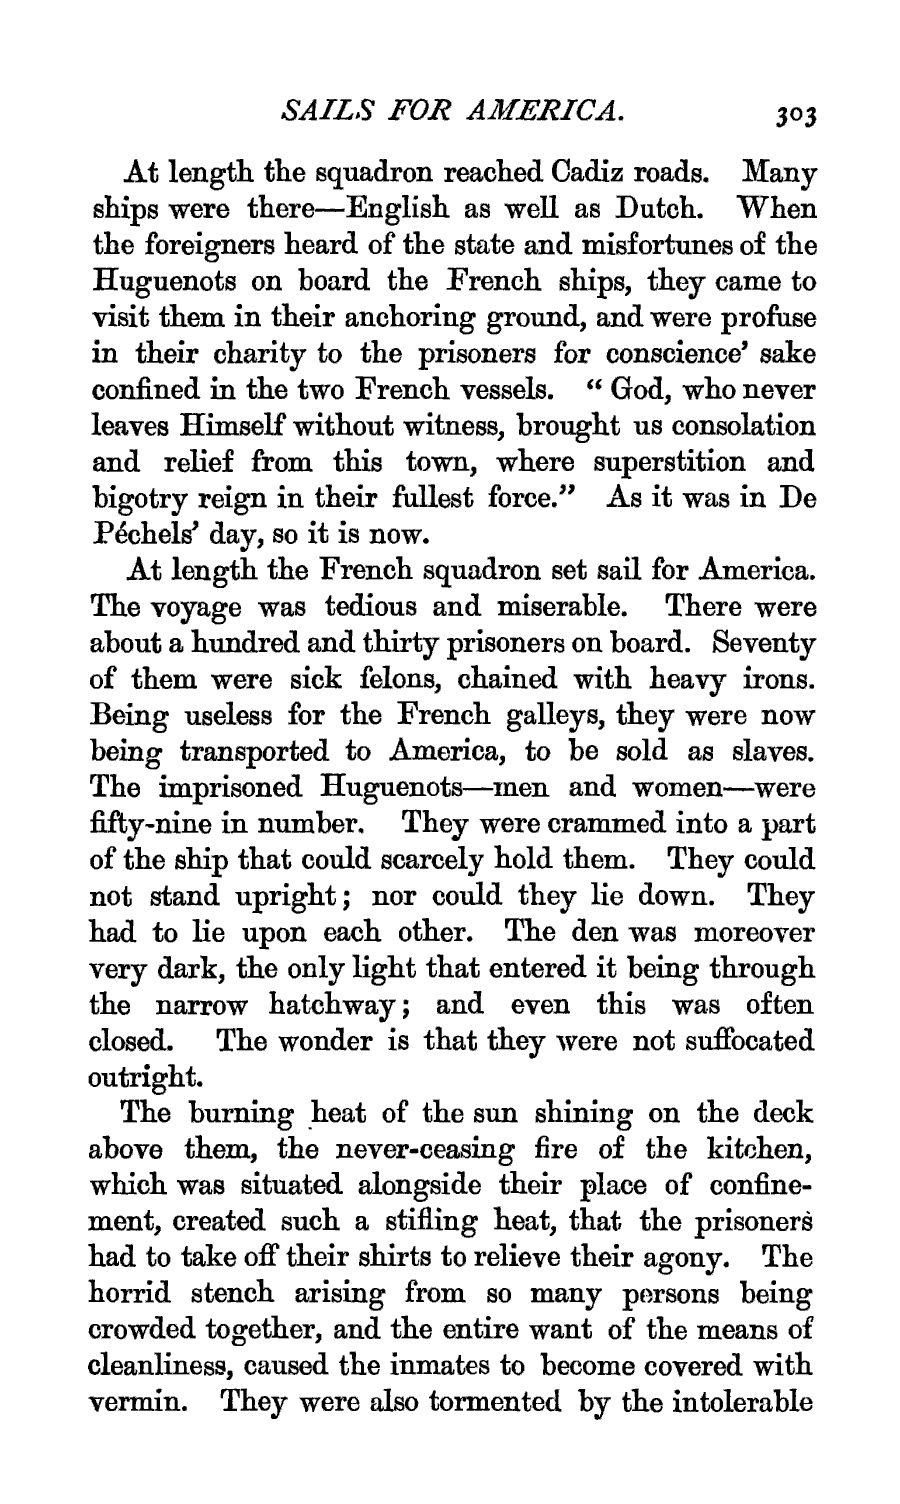 SAILS FOR AMERICA. 303
At length the squadron reached Cadiz roads. Many
ships were there—English as well as Dutch. When
the foreigners heard of the state and misfortunes of the
Huguenots on board the French ships, they came to
visit them in their anchoring ground, and were profuse
in their charity to the prisoners for conscience’ sake
confined in the two French vessels. “ God, who never
leaves Himself without witness, brought us consolation
and relief from this town, where superstition and
bigotry reign in their fullest force.” As it was in De
Péchels’ day, so it is now.
At length the French squadron set sail for America.
The voyage was tedious and miserable. There were
about a hundred and thirty prisoners on board. Seventy
of them were sick felons, chained with heavy irons.
Being useless for the French galleys, they were now
being transported to America, to be sold as slaves.
The imprisoned Huguenots—men and women—were
fifty-nine in number. They were crammed into a part
of the ship that could scarcely hold them. They could
not stand upright; nor could they lie down. They
had to lie upon each other. The den was moreover
very dark, the only light that entered it being through
the narrow hatchway; and even this was often
closed. The wonder is that they were not suffocated
outright.
The burning heat of the sun shining on the deck
above them, the never-ceasing fire of the kitchen,
which was situated alongside their place of confine-
ment, created such a stifling heat, that the prisoners
had to take off their shirts to relieve their agony. The
horrid stench arising from so many persons being
crowded together, and the entire want of the means of
cleanliness, caused the inmates to become covered with
vermin. They were also tormented by the intolerable